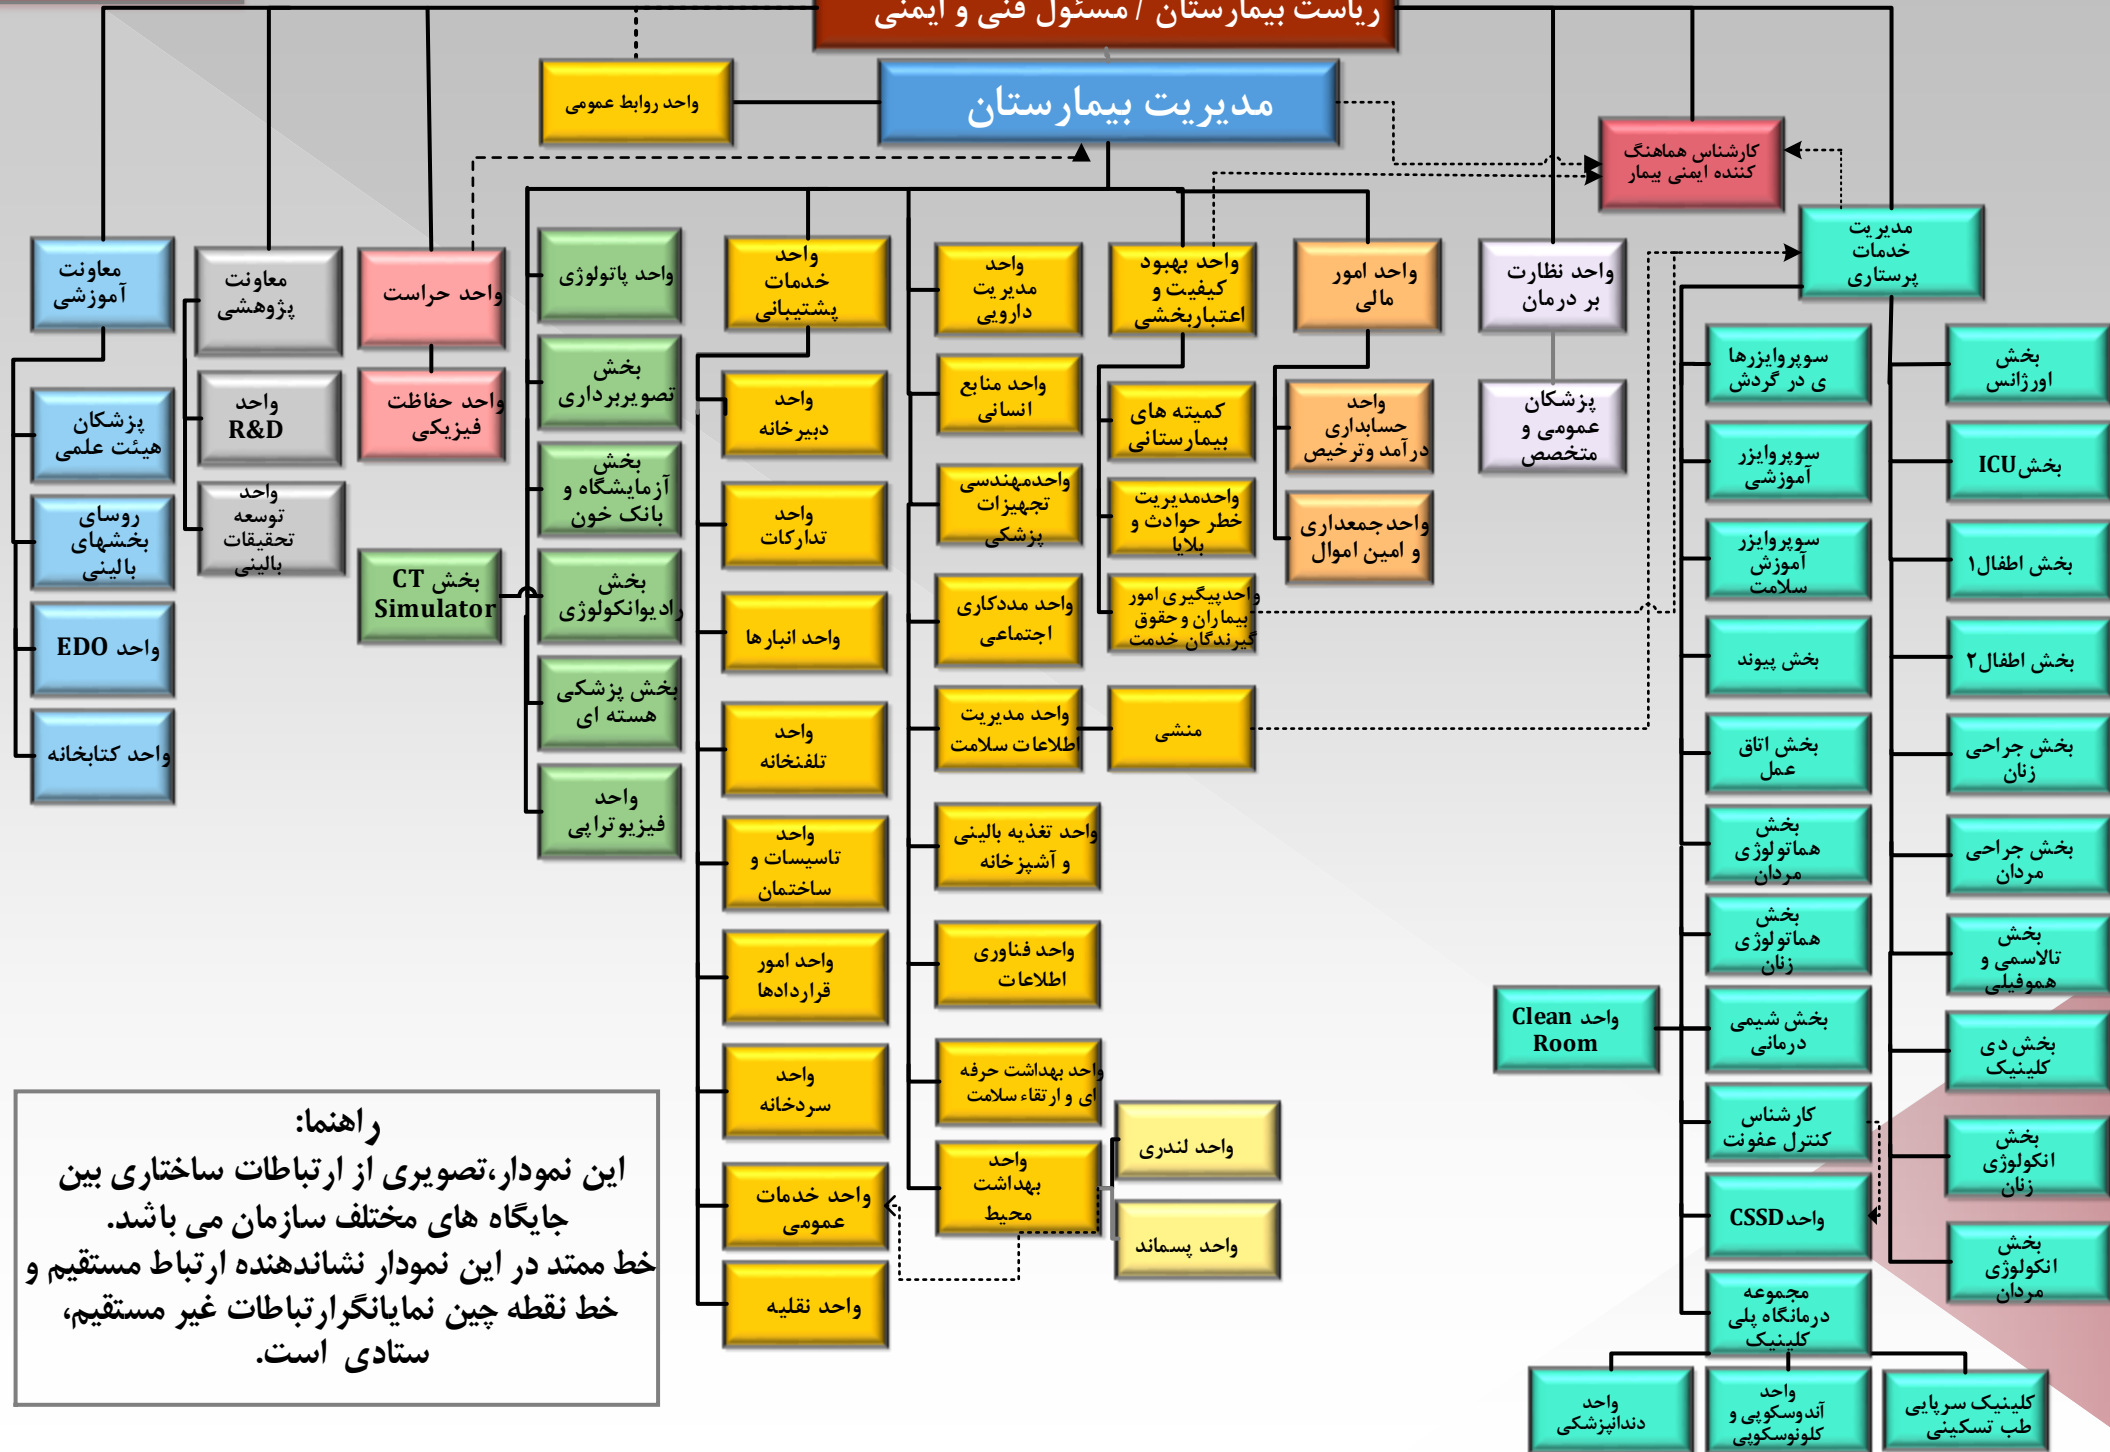 ریاست بیمارستان / مسئول فنی و ایمنی
مدیریت بیمارستان
واحد روابط عمومی
کارشناس هماهنگ
کننده ایمنی بیمار
مدیریت
خدمات
پرستاری
واحد نظارت
بر درمان
پزشکان
عمومی و
متخصص
واحد امور
مالی
واحد
حسابداری
درآمد وترخیص
واحدجمعداری
و امین اموال
واحد بهبود
کیفیت و
اعتباربخشی
کمیته های
بیمارستانی
واحدمدیریت
خطر حوادث و
بلایا
واحدپیگیری امور
بیماران وحقوق
گیرندگان خدمت
منشی
واحد
مدیریت
دارویی
واحد منابع
انسانی
واحدمهندسی
تجهیزات
پزشکی
واحد مددکاری
اجتماعی
واحد مدیریت
اطلاعات سلامت
واحد تغذیه بالینی
و آشپزخانه
واحد فناوری
اطلاعات
واحد بهداشت حرفه
ای و ارتقاء سلامت
واحد
بهداشت
محیط
واحد لندری
واحد پسماند
واحد
خدمات
پشتیبانی
واحد
دبیرخانه
واحد
تدارکات
واحد انبارها
واحد
تلفنخانه
واحد
تاسیسات و
ساختمان
واحد امور
قراردادها
واحد
سردخانه
واحد خدمات
عمومی
واحد نقلیه
واحد پاتولوژی
بخش
تصویربرداری
بخش
آزمایشگاه و
بانک خون
بخش
رادیوانکولوژی
بخش CT
Simulator
بخش پزشکی
هسته ای
واحد
فیزیوتراپی
واحد حراست
واحد حفاظت
فیزیکی
معاونت
پژوهشی
واحد
R&D
واحد
توسعه
تحقیقات
بالینی
معاونت
آموزشی
پزشکان
هیئت علمی
روسای
بخشهای
بالینی
واحد EDO
واحد کتابخانه
سوپروایزرها
ی در گردش
سوپروایزر
آموزشی
سوپروایزر
آموزش
سلامت
بخش پیوند
بخش اتاق
عمل
بخش
هماتولوژی
مردان
بخش
هماتولوژی
زنان
بخش شیمی
درمانی
واحد Clean
Room
کارشناس
کنترل عفونت
واحدCSSD
مجموعه
درمانگاه پلی
کلینیک
کلینیک سرپایی
طب تسکینی
واحد
آندوسکوپی و
کلونوسکوپی
واحد
دندانپزشکی
بخش
اورژانس
بخشICU
بخش اطفال۱
بخش اطفال۲
بخش جراحی
زنان
بخش جراحی
مردان
بخش
تالاسمی و
هموفیلی
بخش دی
کلینیک
بخش
انکولوژی
زنان
بخش
انکولوژی
مردان
راهنما:
این نمودار،تصویری از ارتباطات ساختاری بین
جایگاه های مختلف سازمان می باشد.
خط ممتد در این نمودار نشاندهنده ارتباط مستقیم و
خط نقطه چین نمایانگرارتباطات غیر مستقیم،
ستادی است.